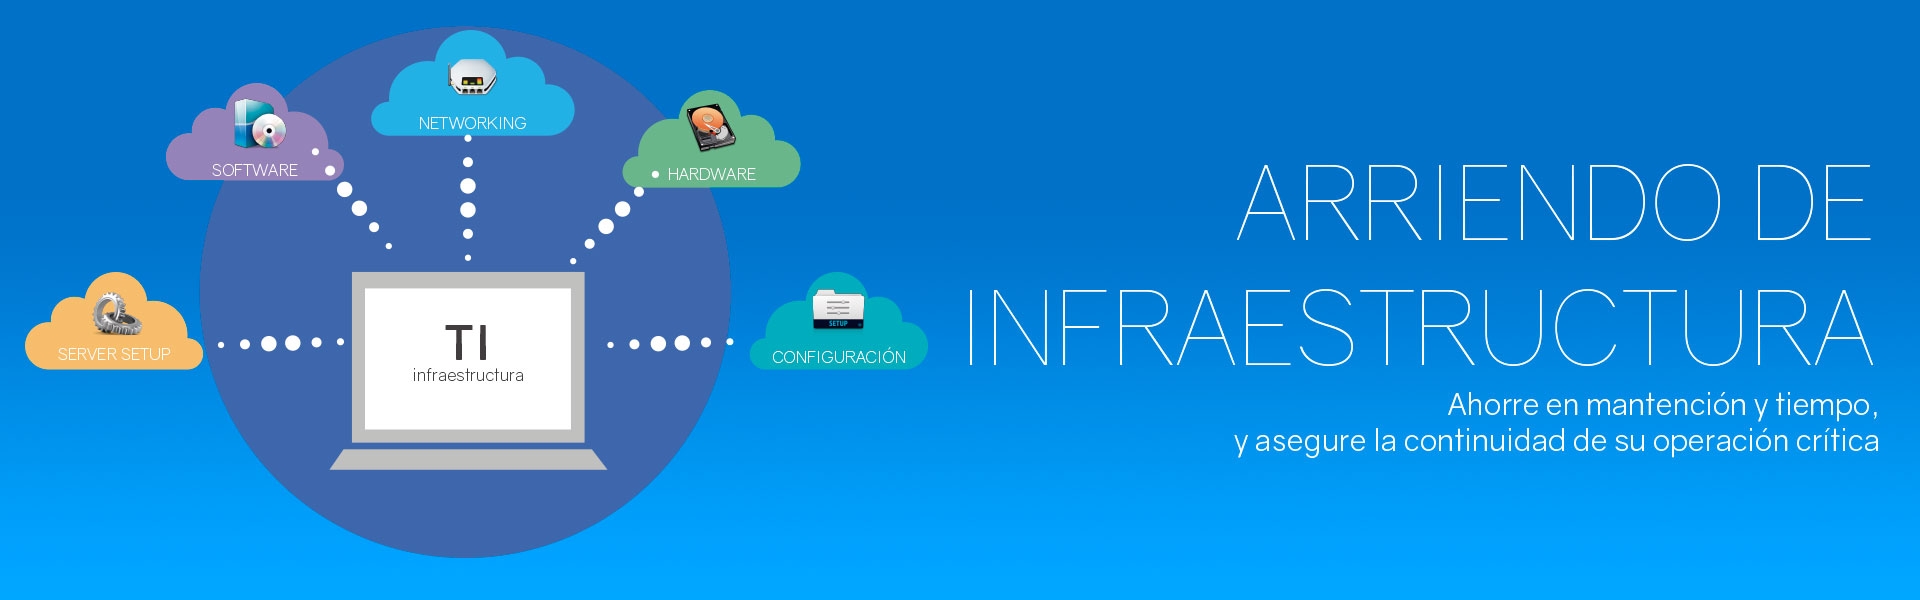 NETWORKING
SOFTWARE
HARDWARE
SERVER SETUP
TI
infraestructura
SETUP
CONFIGURACIÓN
ARRIENDO DE
INFRAESTRUCTURA
Ahorre en mantención y tiempo,
y asegure la continuidad de su operación crítica